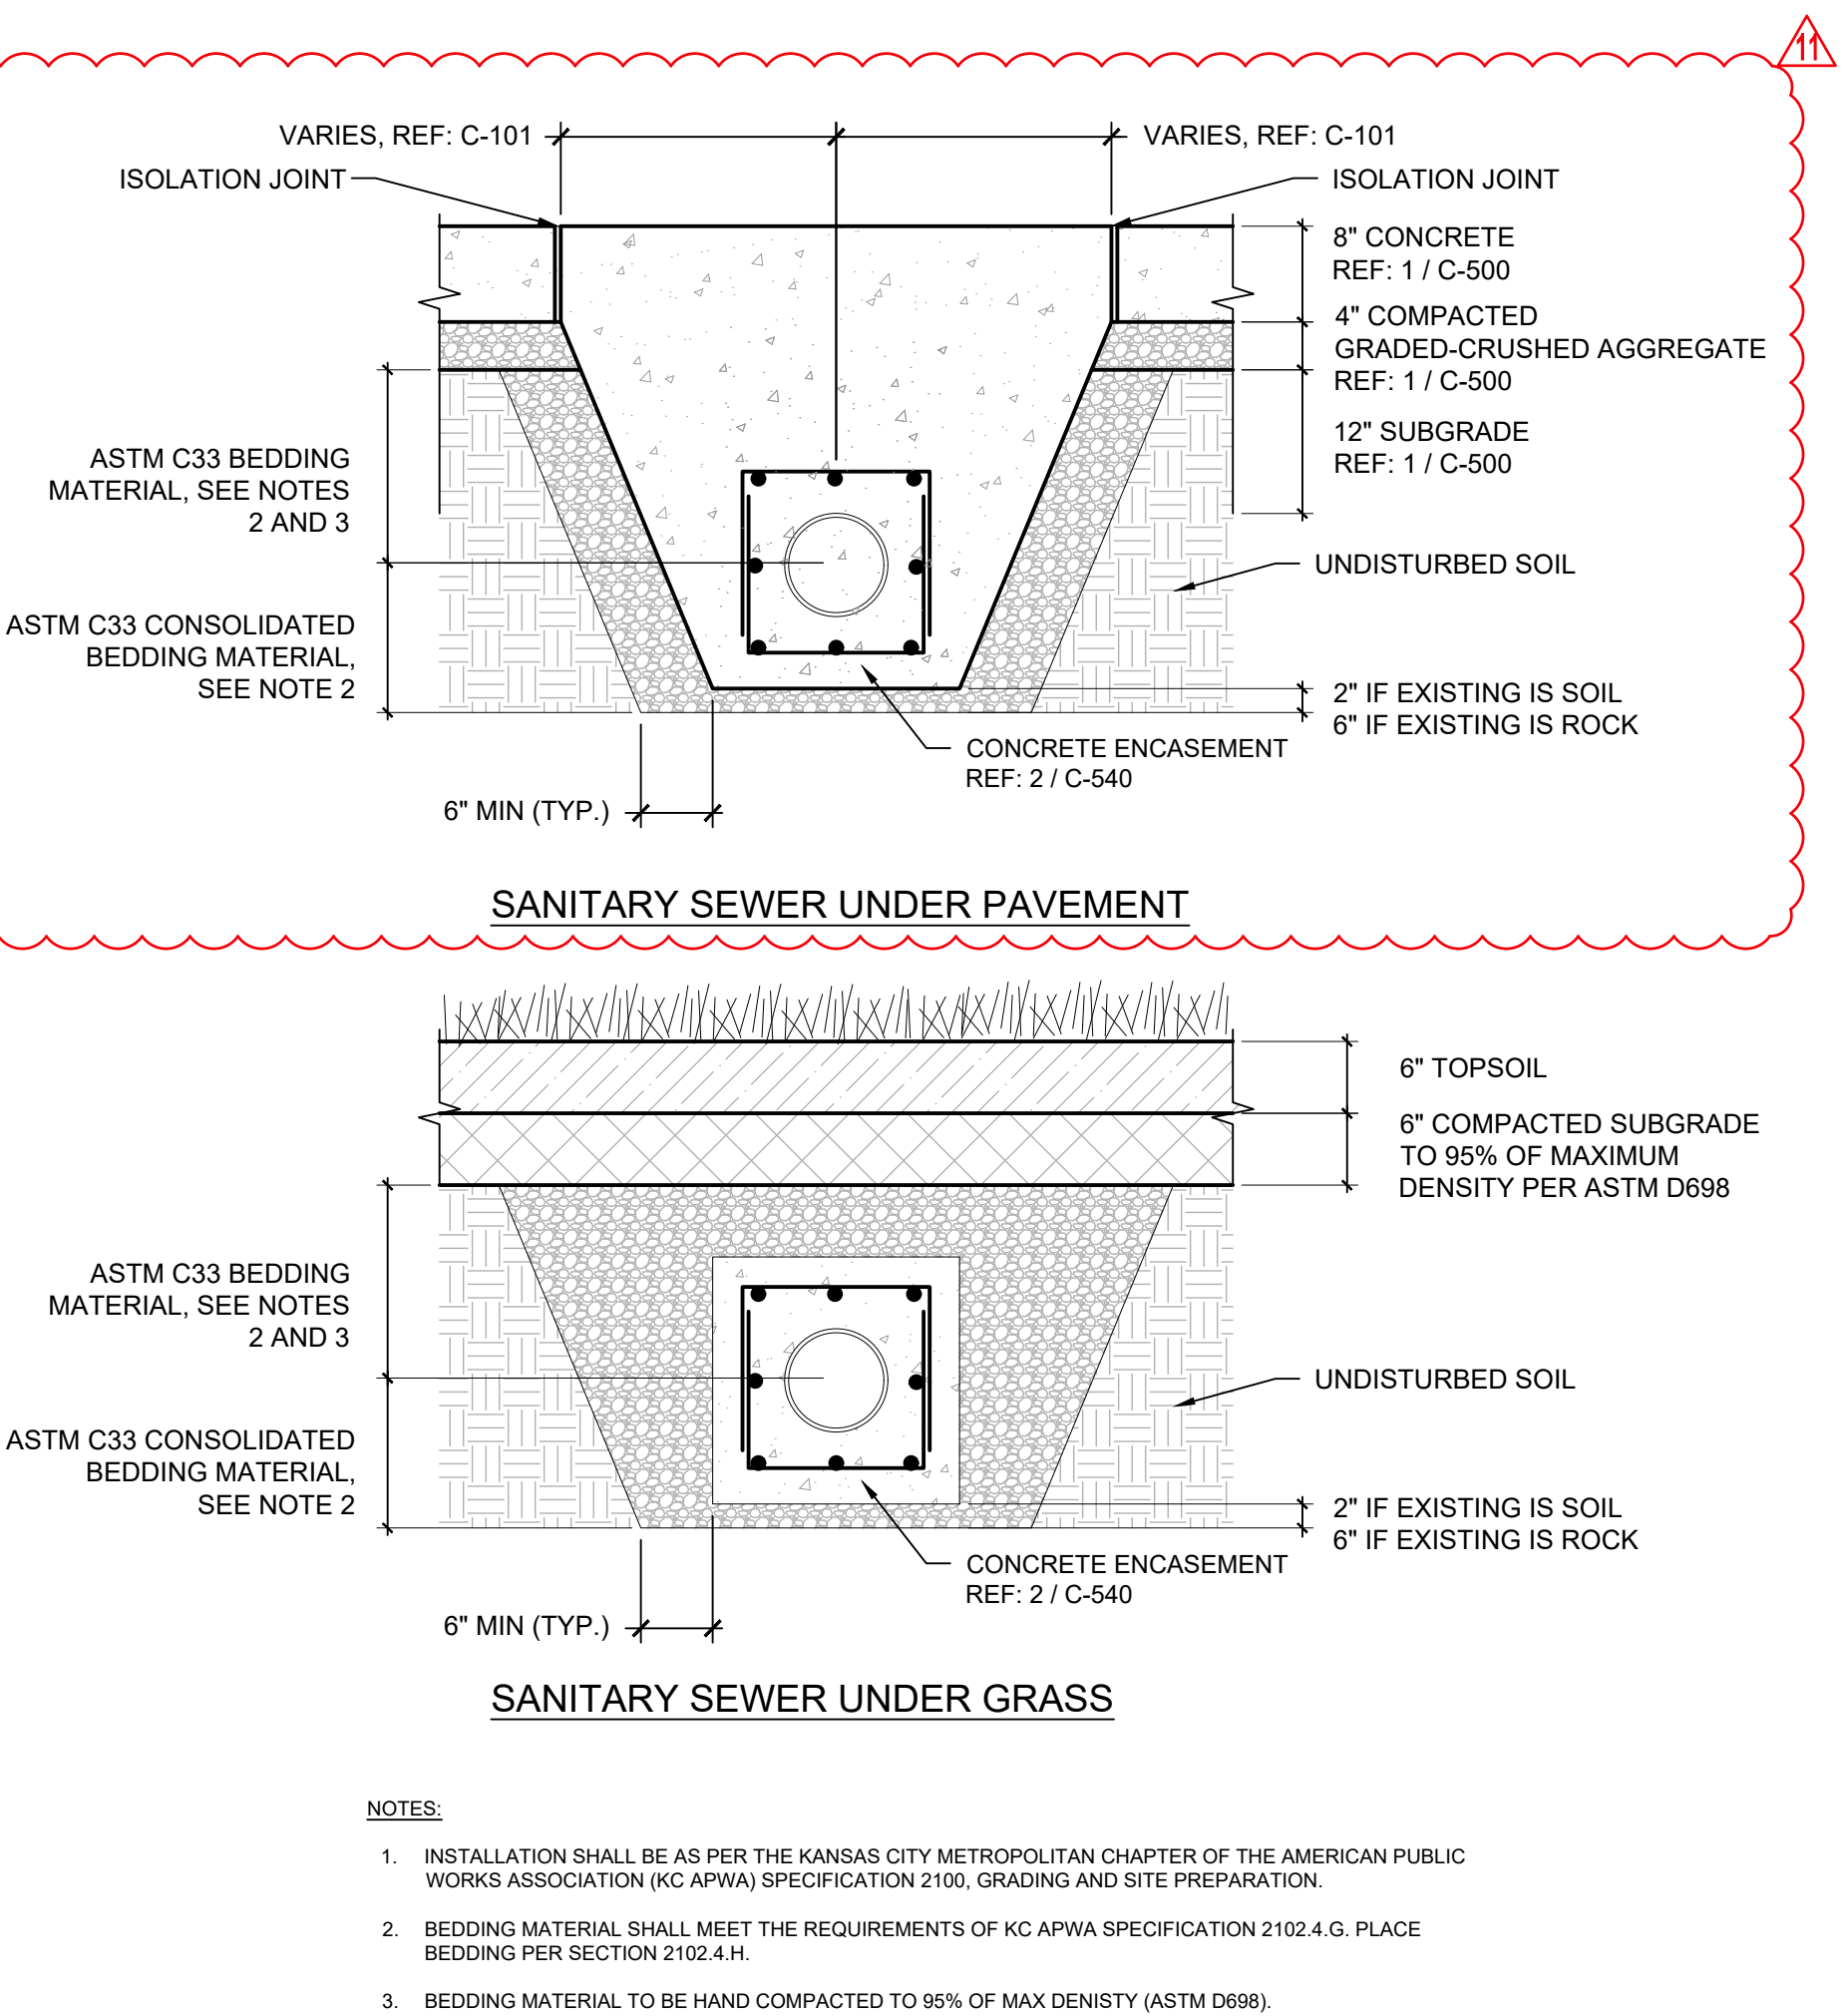 11
VARIES, REF: C-101
VARIES, REF: C-101
ISOLATION JOINT
ISOLATION JOINT
8" CONCRETE
REF: 1 / C-500
4" COMPACTED
GRADED-CRUSHED AGGREGATE
REF: 1 / C-500
12" SUBGRADE
REF: 1 / C-500
ASTM C33 BEDDING
MATERIAL, SEE NOTES
2 AND 3
UNDISTURBED SOIL
ASTM C33 CONSOLIDATED
BEDDING MATERIAL,
SEE NOTE 2
2" IF EXISTING IS SOIL
6" IF EXISTING IS ROCK
CONCRETE ENCASEMENT
REF: 2 / C-540
6" MIN (TYP.)
SANITARY SEWER UNDER PAVEMENT
6" TOPSOIL
6" COMPACTED SUBGRADE
TO 95% OF MAXIMUM
DENSITY PER ASTM D698
ASTM C33 BEDDING
MATERIAL, SEE NOTES
2 AND 3
UNDISTURBED SOIL
ASTM C33 CONSOLIDATED
BEDDING MATERIAL,
SEE NOTE 2
2" IF EXISTING IS SOIL
6" IF EXISTING IS ROCK
CONCRETE ENCASEMENT
REF: 2 / C-540
6" MIN (TYP.)
SANITARY SEWER UNDER GRASS
NOTES:
1. INSTALLATION SHALL BE AS PER THE KANSAS CITY METROPOLITAN CHAPTER OF THE AMERICAN PUBLIC
WORKS ASSOCIATION (KC APWA) SPECIFICATION 2100, GRADING AND SITE PREPARATION.
2. BEDDING MATERIAL SHALL MEET THE REQUIREMENTS OF KC APWA SPECIFICATION 2102.4.G. PLACE
BEDDING PER SECTION 2102.4.H.
3. BEDDING MATERIAL TO BE HAND COMPACTED TO 95% OF MAX DENISTY (ASTM D698).